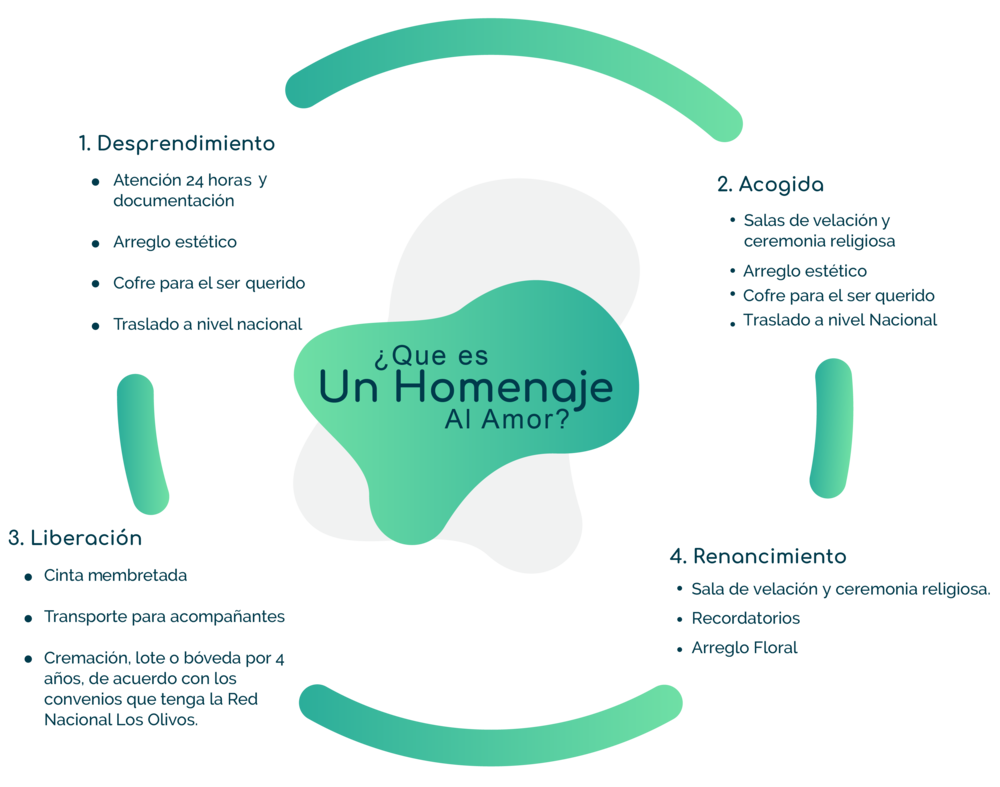 1. Desprendimiento
● Atención 24 horas y
documentación
● Arreglo estético
● Cofre para el ser querido
● Traslado a nivel nacional
2. Acogida
• Salas de velación y
ceremonia religiosa
• Arreglo estético
• Cofre para el ser querido
• Traslado a nivel Nacional
¿Que es
Un Homenaje
Al Amor?
3. Liberación
● Cinta membretada
● Transporte para acompañantes
● Cremación, lote o bóveda por 4
años, de acuerdo con los
convenios que tenga la Red
Nacional Los Olivos.
4. Renancimiento
• Sala de velación y ceremonia religiosa.
• Recordatorios
• Arreglo Floral